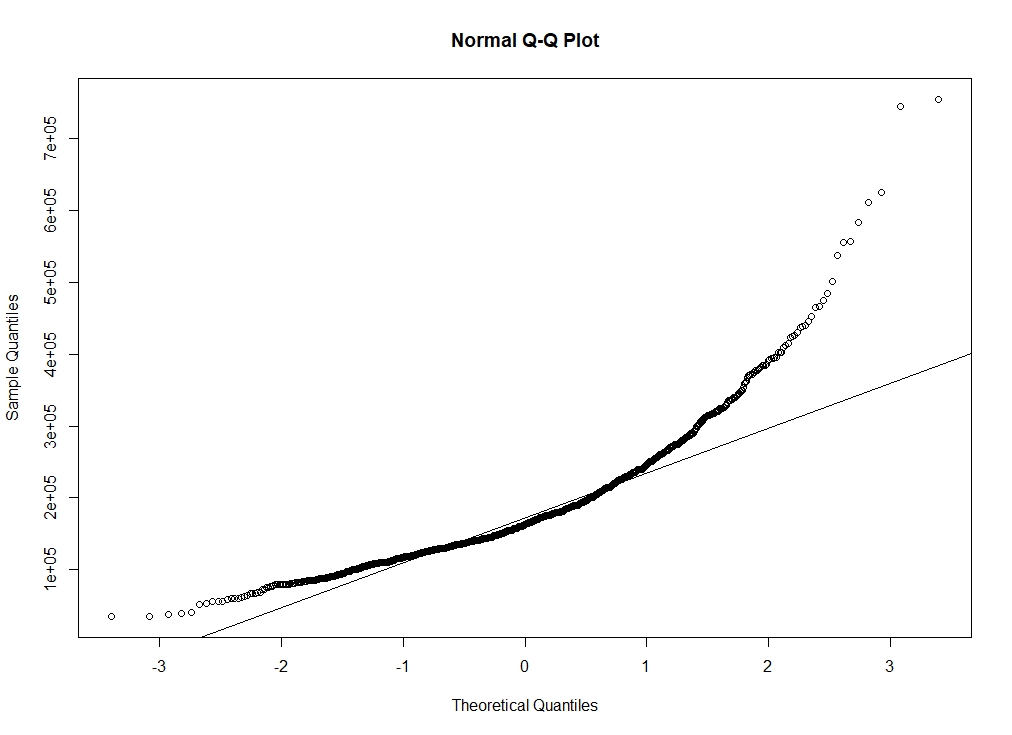 Normal Q-Q Plot
7e+05
6e+05
5e+05
4e+05
3e+05
2e+05
1e+05
Sample Quantiles
-3 -2 -1 0 1 2 3
Theoretical Quantiles